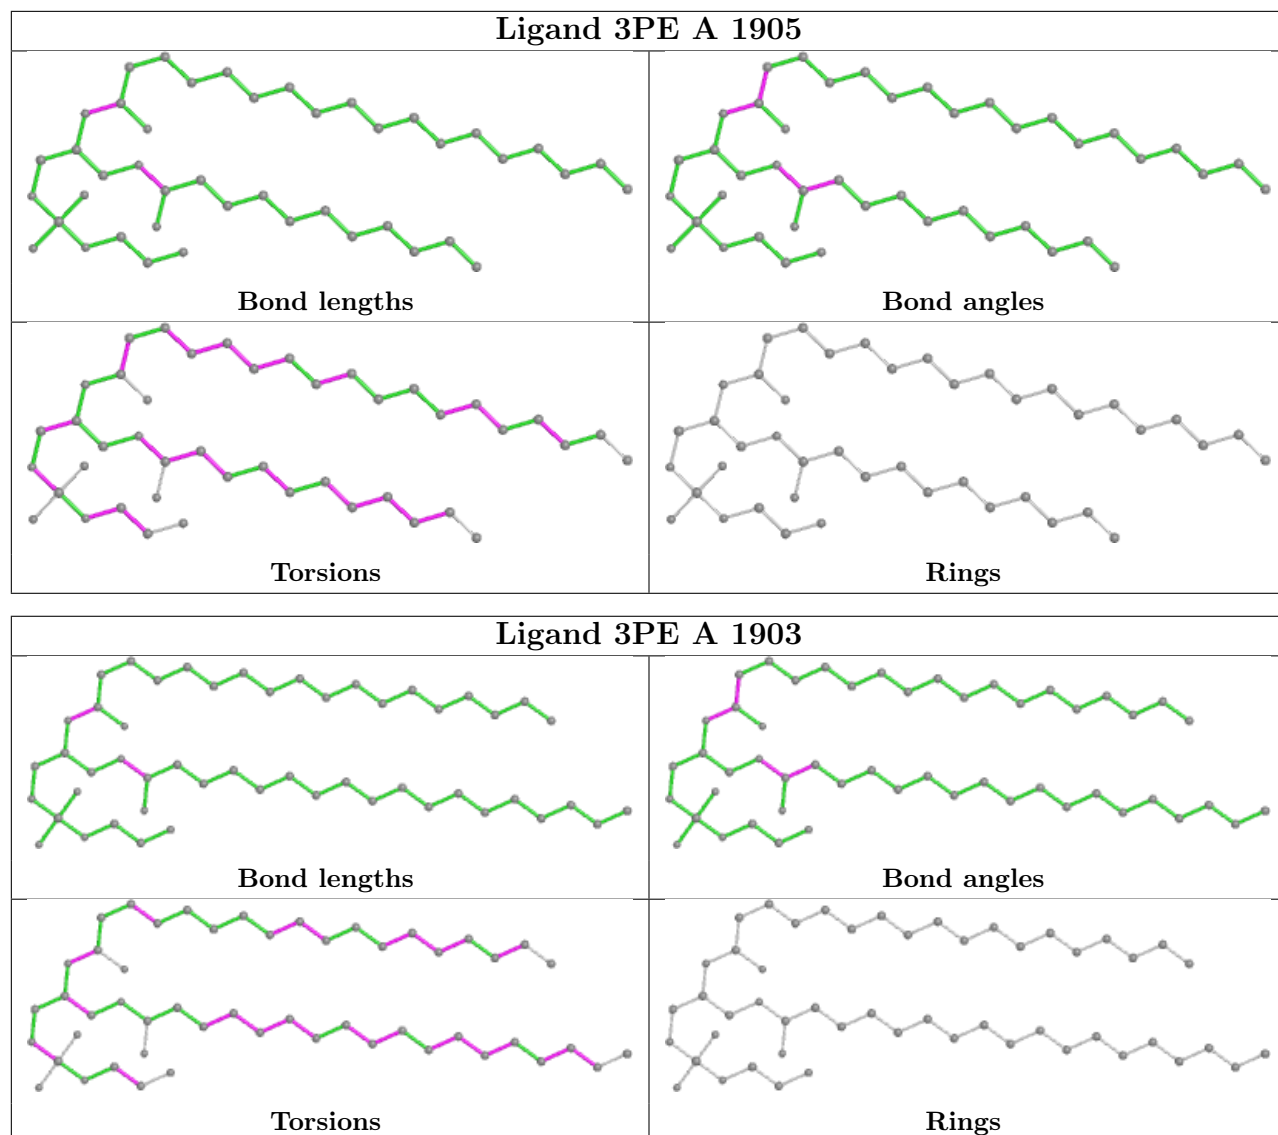 Ligand 3PE A 1905
Bond lengths
Bond angles
Torsions
Rings
Ligand 3PE A 1903
Bond lengths
Bond angles
Torsions
Rings